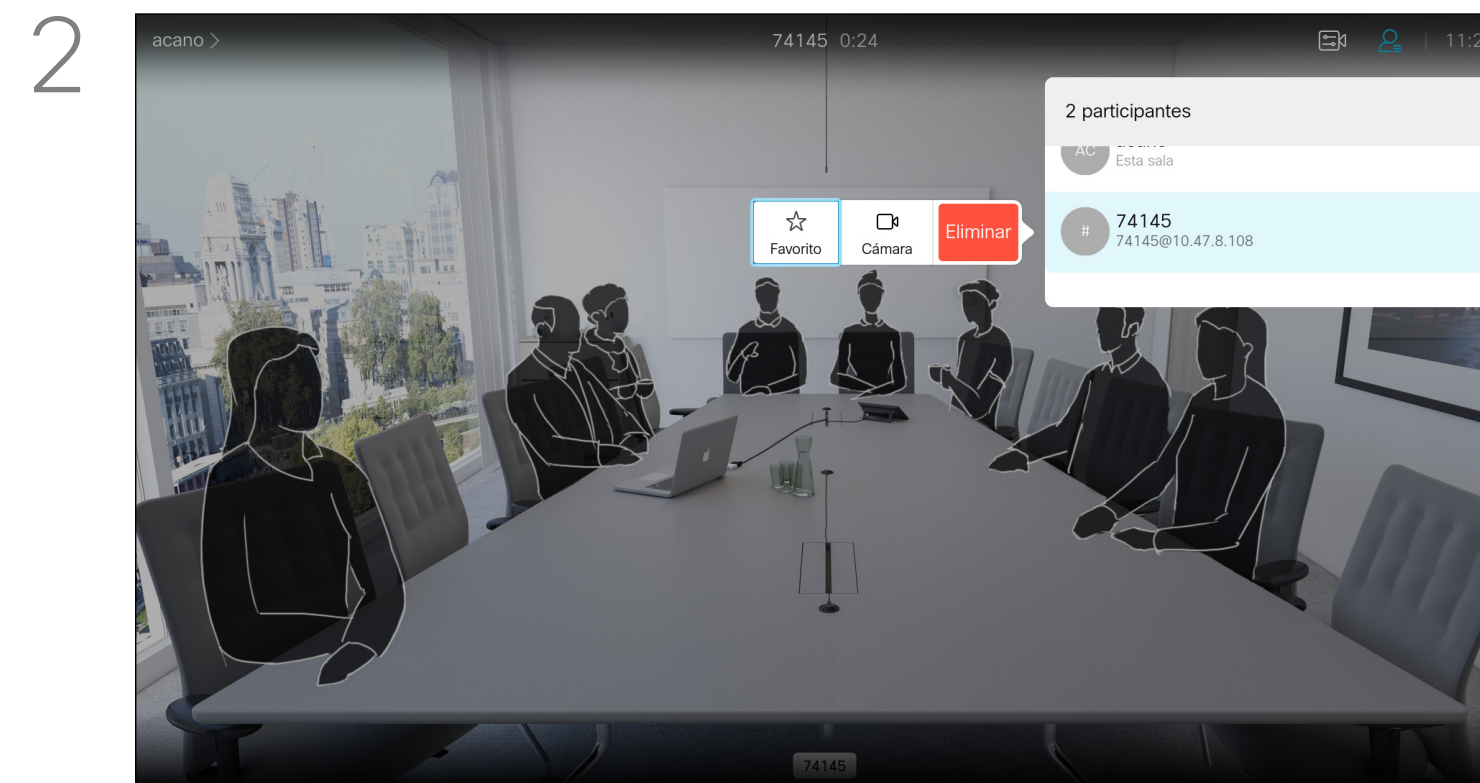 2
acano >
74145 0:24
2 participantes
AC
Esta sala
Favorito
Cámara
Eliminar
#
74145
74145@10.47.8.108
74145